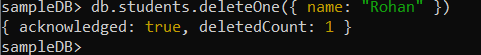 sampleDB> db.students.deleteOne({ name: "Rohan" })
{ acknowledged: true, deletedCount: 1 }
sampleDB>